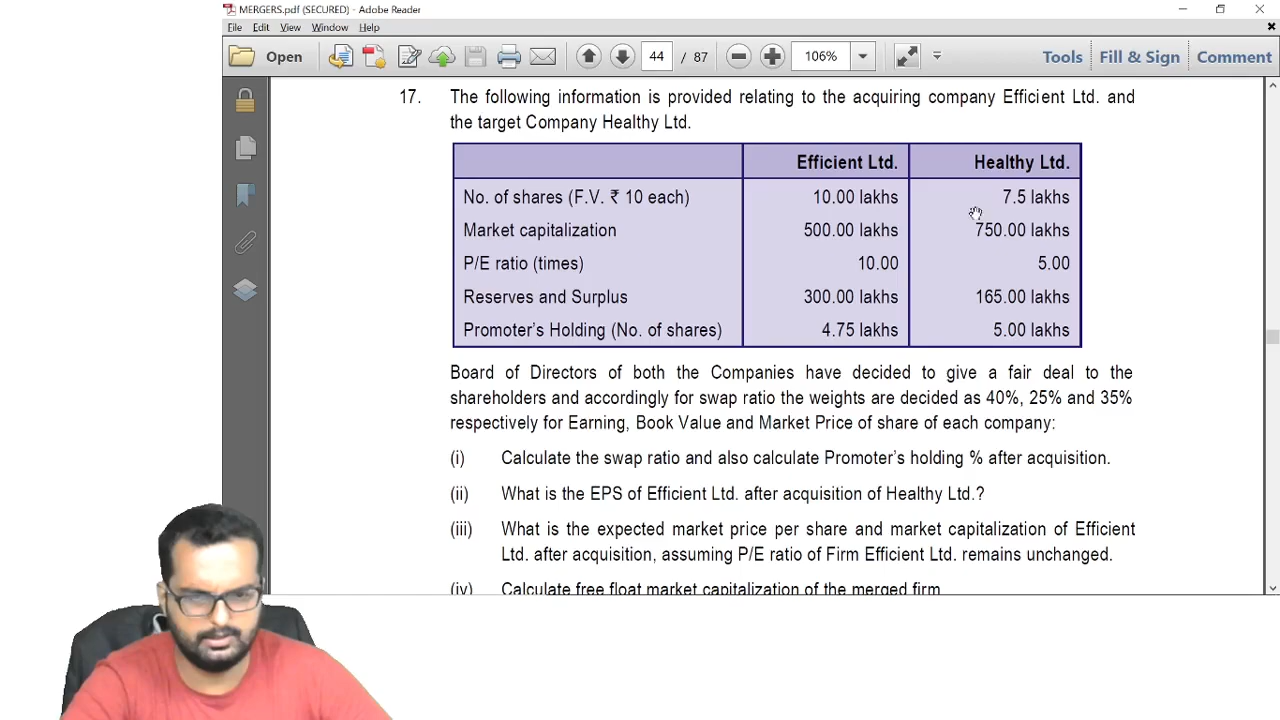 MERGERS.pdf (SECURED) - Adobe Reader
File Edit View Window Help
Open 44 / 87 106% Tools Fill & Sign Comment
17. The following information is provided relating to the acquiring company Efficient Ltd. and
the target Company Healthy Ltd.
Efficient Ltd. Healthy Ltd.
No. of shares (F.V. ₹ 10 each) 10.00 lakhs 7.5 lakhs
Market capitalization 500.00 lakhs 750.00 lakhs
P/E ratio (times) 10.00 5.00
Reserves and Surplus 300.00 lakhs 165.00 lakhs
Promoter's Holding (No. of shares) 4.75 lakhs 5.00 lakhs
Board of Directors of both the Companies have decided to give a fair deal to the
shareholders and accordingly for swap ratio the weights are decided as 40%, 25% and 35%
respectively for Earning, Book Value and Market Price of share of each company:
(i) Calculate the swap ratio and also calculate Promoter's holding % after acquisition.
(ii) What is the EPS of Efficient Ltd. after acquisition of Healthy Ltd.?
(iii) What is the expected market price per share and market capitalization of Efficient
Ltd. after acquisition, assuming P/E ratio of Firm Efficient Ltd. remains unchanged.
(iv) Calculate free float market capitalization of the merged firm